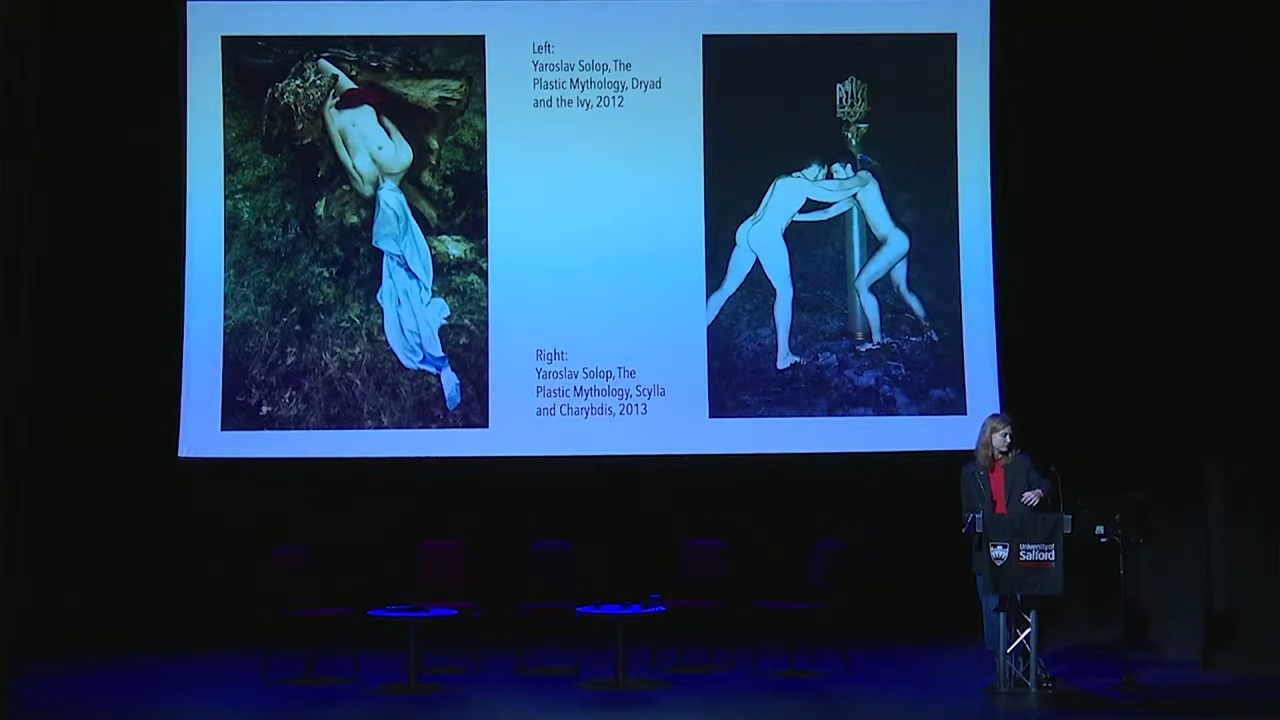 Left:
Yaroslav Solop, The
Plastic Mythology, Dryad
and the Ivy, 2012
Right:
Yaroslav Solop, The
Plastic Mythology, Scylla
and Charybdis, 2013
University of
Salford